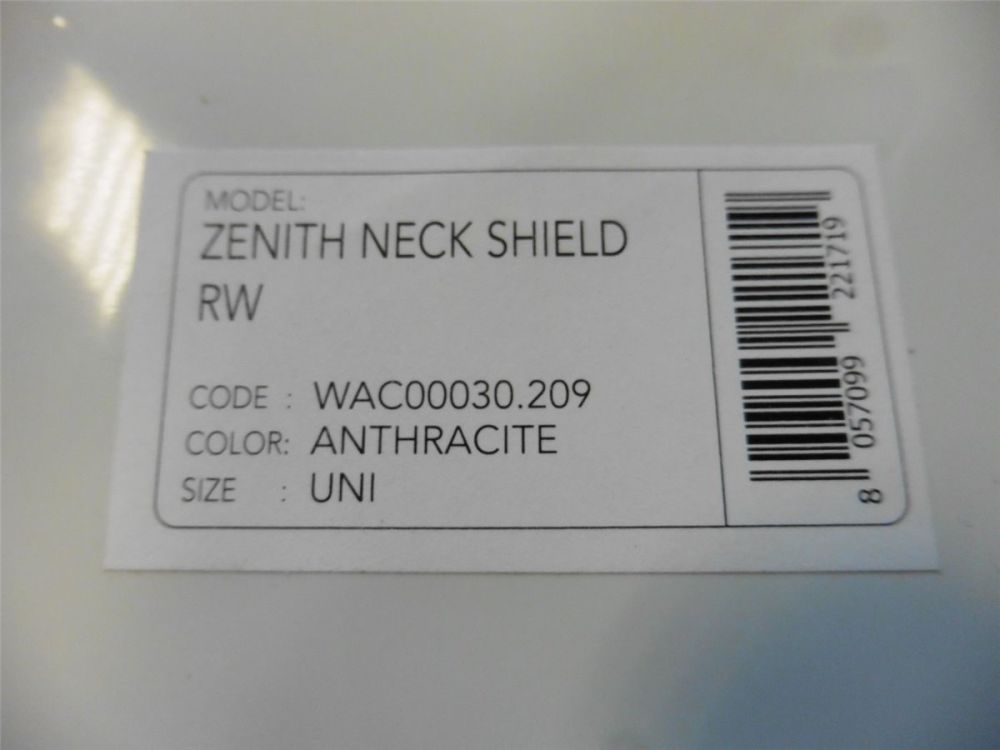 MODEL:
ZENITH NECK SHIELD
RW
CODE : WAC00030.209
COLOR: ANTHRACITE
SIZE : UNI
8 057099 221719